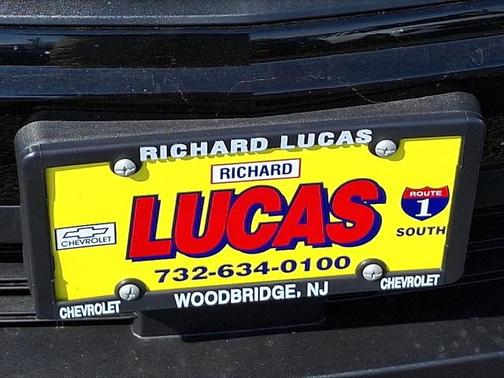 RICHARD LUCAS
RICHARD
LUCAS
CHEVROLET
ROUTE
1
SOUTH
732-634-0100
CHEVROLET
WOODBRIDGE, NJ
CHEVROLET